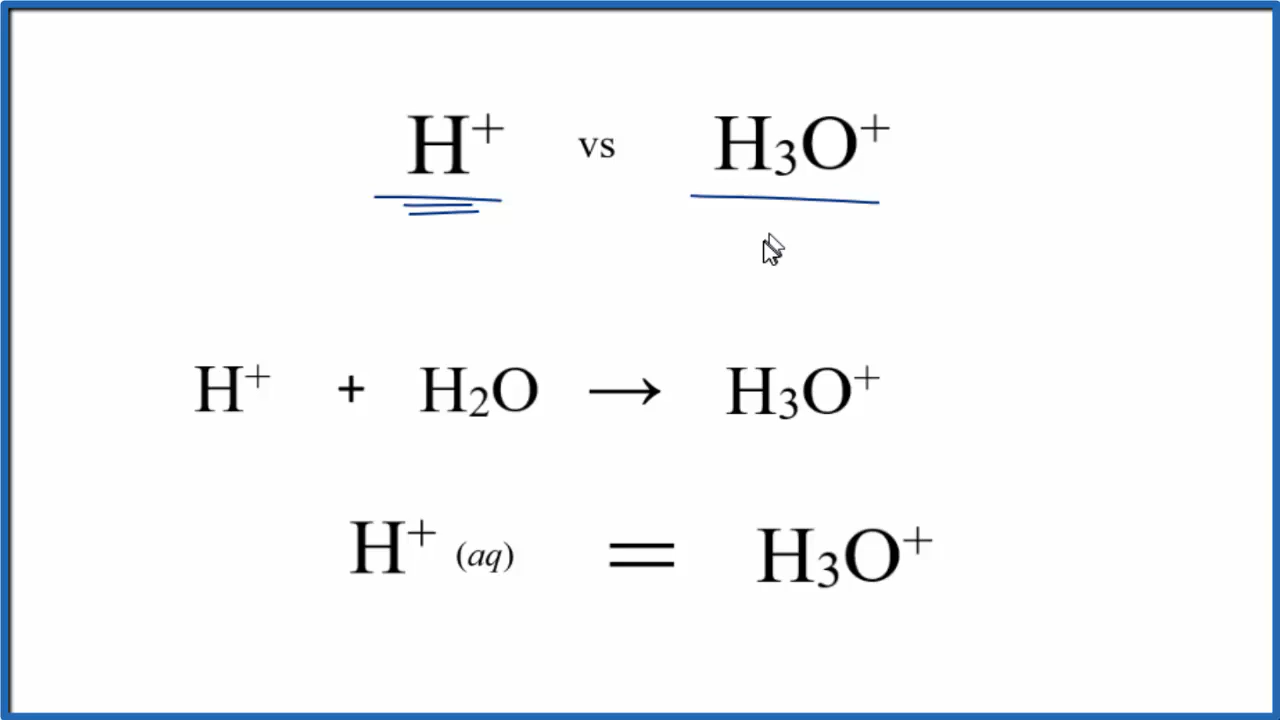 H⁺ vs H₃O⁺
H⁺ + H₂O → H₃O⁺
H⁺ (aq) = H₃O⁺